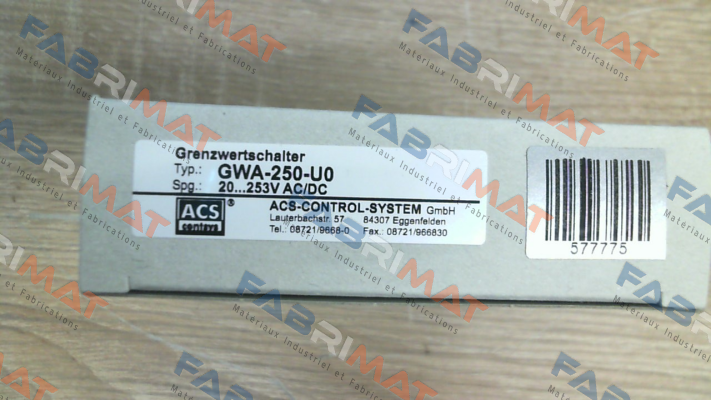 Grenzwertschalter
Typ.: GWA-250-U0
Spg.: 20...253V AC/DC
ACS controls ® ACS-CONTROL-SYSTEM GmbH
Lauterbachstr. 57 84307 Eggenfelden
Tel.: 08721/9668-0 Fax.: 08721/966830
577775
FABRIMAT
Matériaux Industriel et Fabrications